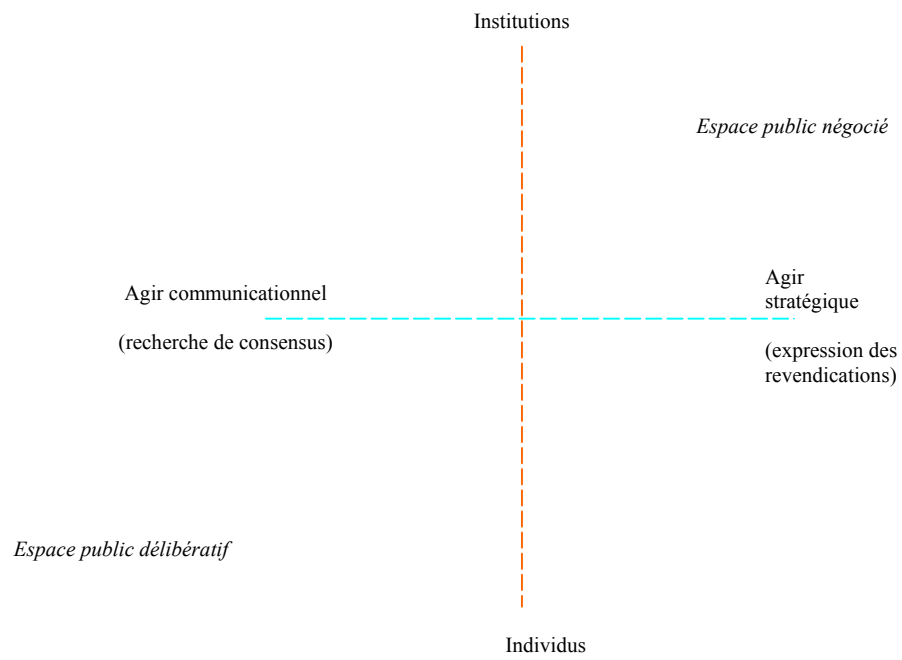 Institutions
Espace public négocié
Agir communicationnel
(recherche de consensus)
Agir
stratégique
(expression des
revendications)
Espace public délibératif
Individus